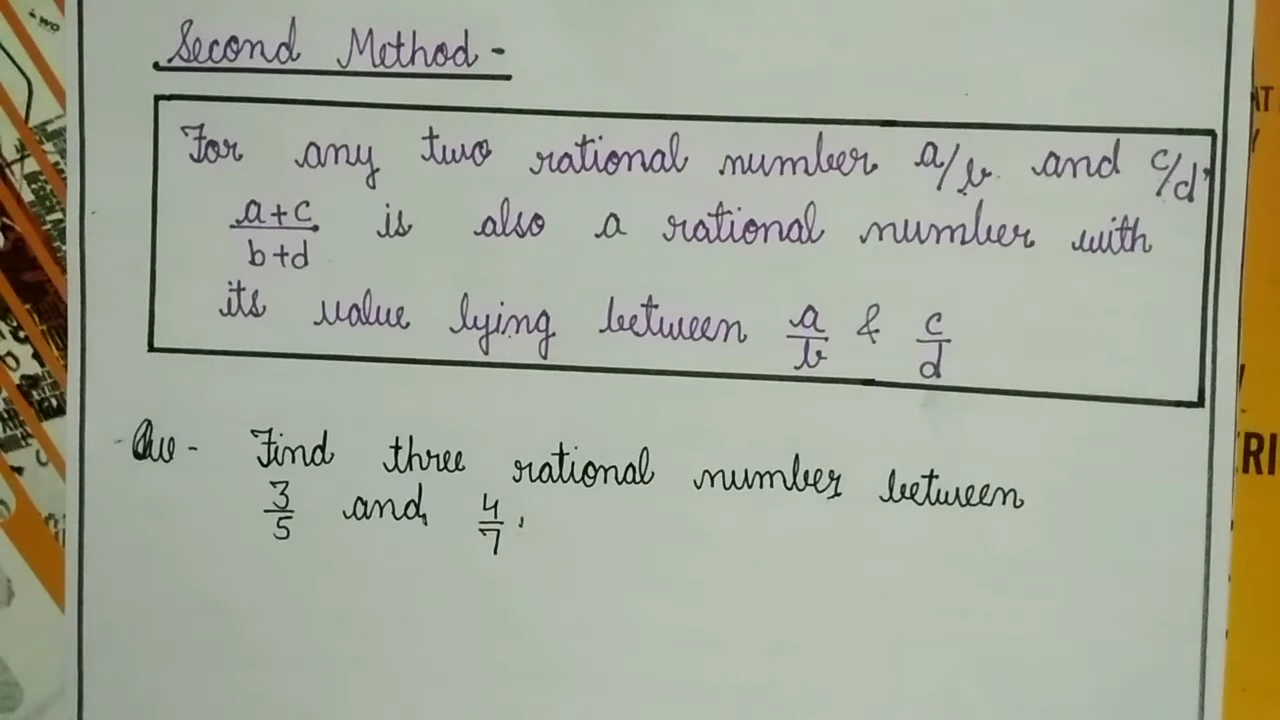 Second Method -
For any two rational number a/b and c/d,
a+c/b+d is also a rational number with
its value lying between a/b & c/d
Que - Find three rational number between
3/5 and 4/7.